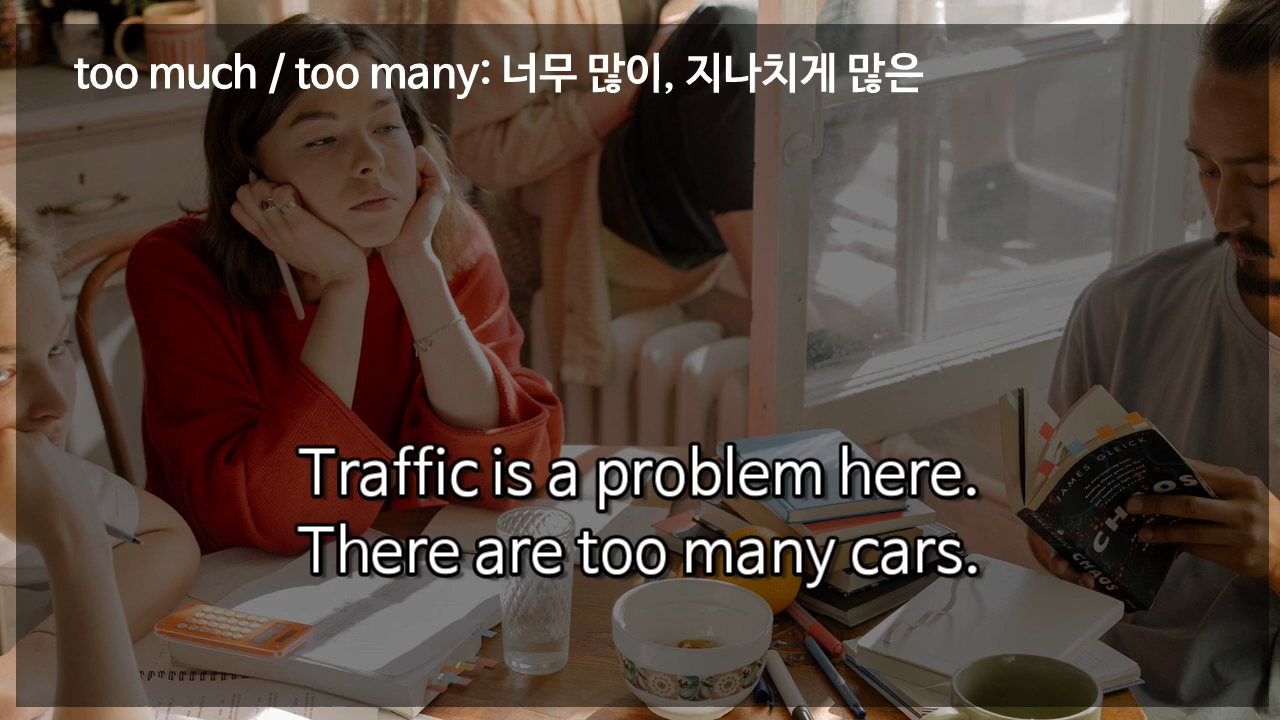 too much / too many: 너무 많이, 지나치게 많은
Traffic is a problem here.
There are too many cars.
JAMES GLEICK
CHAOS